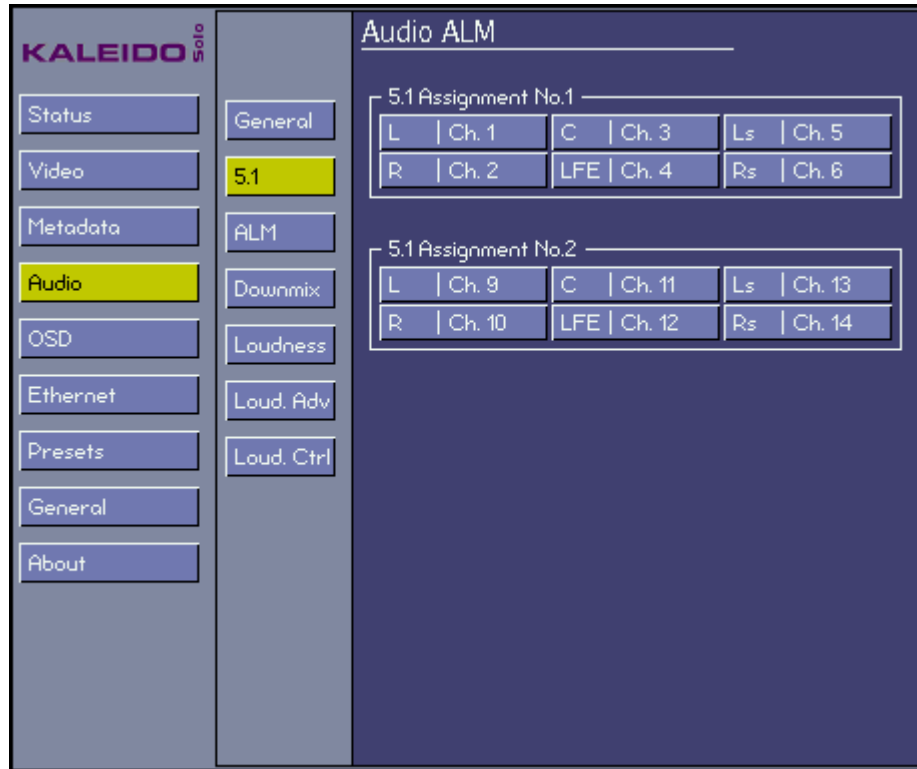 KALEIDO Solo
Status
Video
Metadata
Audio
OSD
Ethernet
Presets
General
About
General
5.1
ALM
Downmix
Loudness
Loud. Adv
Loud. Ctrl
Audio ALM
5.1 Assignment No.1
L | Ch. 1 C | Ch. 3 Ls | Ch. 5
R | Ch. 2 LFE | Ch. 4 Rs | Ch. 6
5.1 Assignment No.2
L | Ch. 9 C | Ch. 11 Ls | Ch. 13
R | Ch. 10 LFE | Ch. 12 Rs | Ch. 14